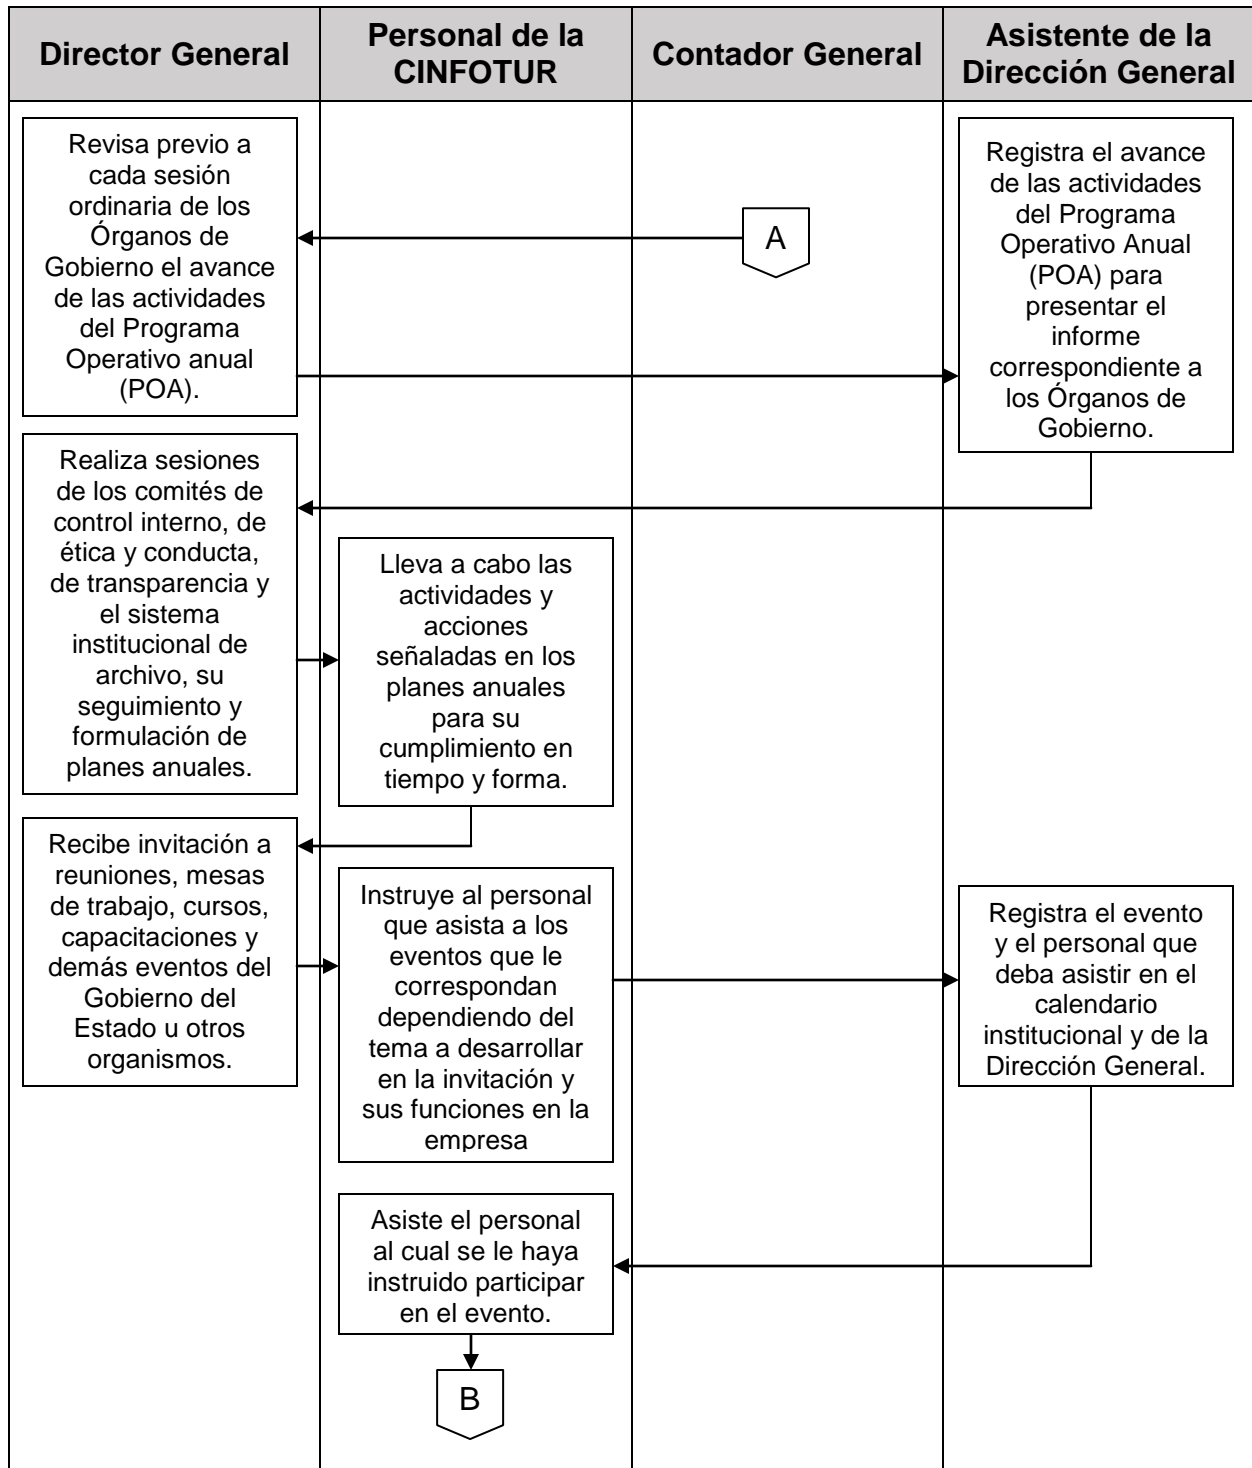 Director General
Personal de la
CINFOTUR
Contador General
Asistente de la
Dirección General
Revisa previo a
cada sesión
ordinaria de los
Órganos de
Gobierno el avance
de las actividades
del Programa
Operativo anual
(POA).
A
Registra el avance
de las actividades
del Programa
Operativo Anual
(POA) para
presentar el
informe
correspondiente a
los Órganos de
Gobierno.
Realiza sesiones
de los comités de
control interno, de
ética y conducta,
de transparencia y
el sistema
institucional de
archivo, su
seguimiento y
formulación de
planes anuales.
Lleva a cabo las
actividades y
acciones
señaladas en los
planes anuales
para su
cumplimiento en
tiempo y forma.
Recibe invitación a
reuniones, mesas
de trabajo, cursos,
capacitaciones y
demás eventos del
Gobierno del
Estado u otros
organismos.
Instruye al personal
que asista a los
eventos que le
correspondan
dependiendo del
tema a desarrollar
en la invitación y
sus funciones en la
empresa
Registra el evento
y el personal que
deba asistir en el
calendario
institucional y de la
Dirección General.
Asiste el personal
al cual se le haya
instruido participar
en el evento.
B